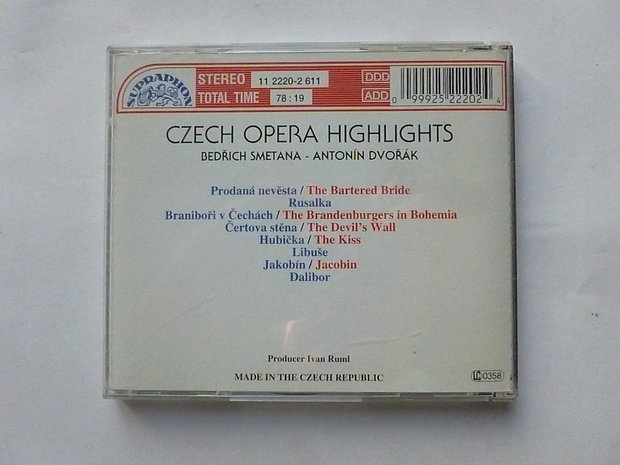 SUPRAPHON
STEREO 11 2220-2 611 DDD
TOTAL TIME 78:19 ADD
0 99925 22202 4
CZECH OPERA HIGHLIGHTS
BEDŘICH SMETANA - ANTONÍN DVOŘÁK
Prodaná nevěsta / The Bartered Bride
Rusalka
Braniboři v Čechách / The Brandenburgers in Bohemia
Čertova stěna / The Devil's Wall
Hubička / The Kiss
Libuše
Jakobín / Jacobin
Dalibor
Producer Ivan Ruml
MADE IN THE CZECH REPUBLIC
LC 0358